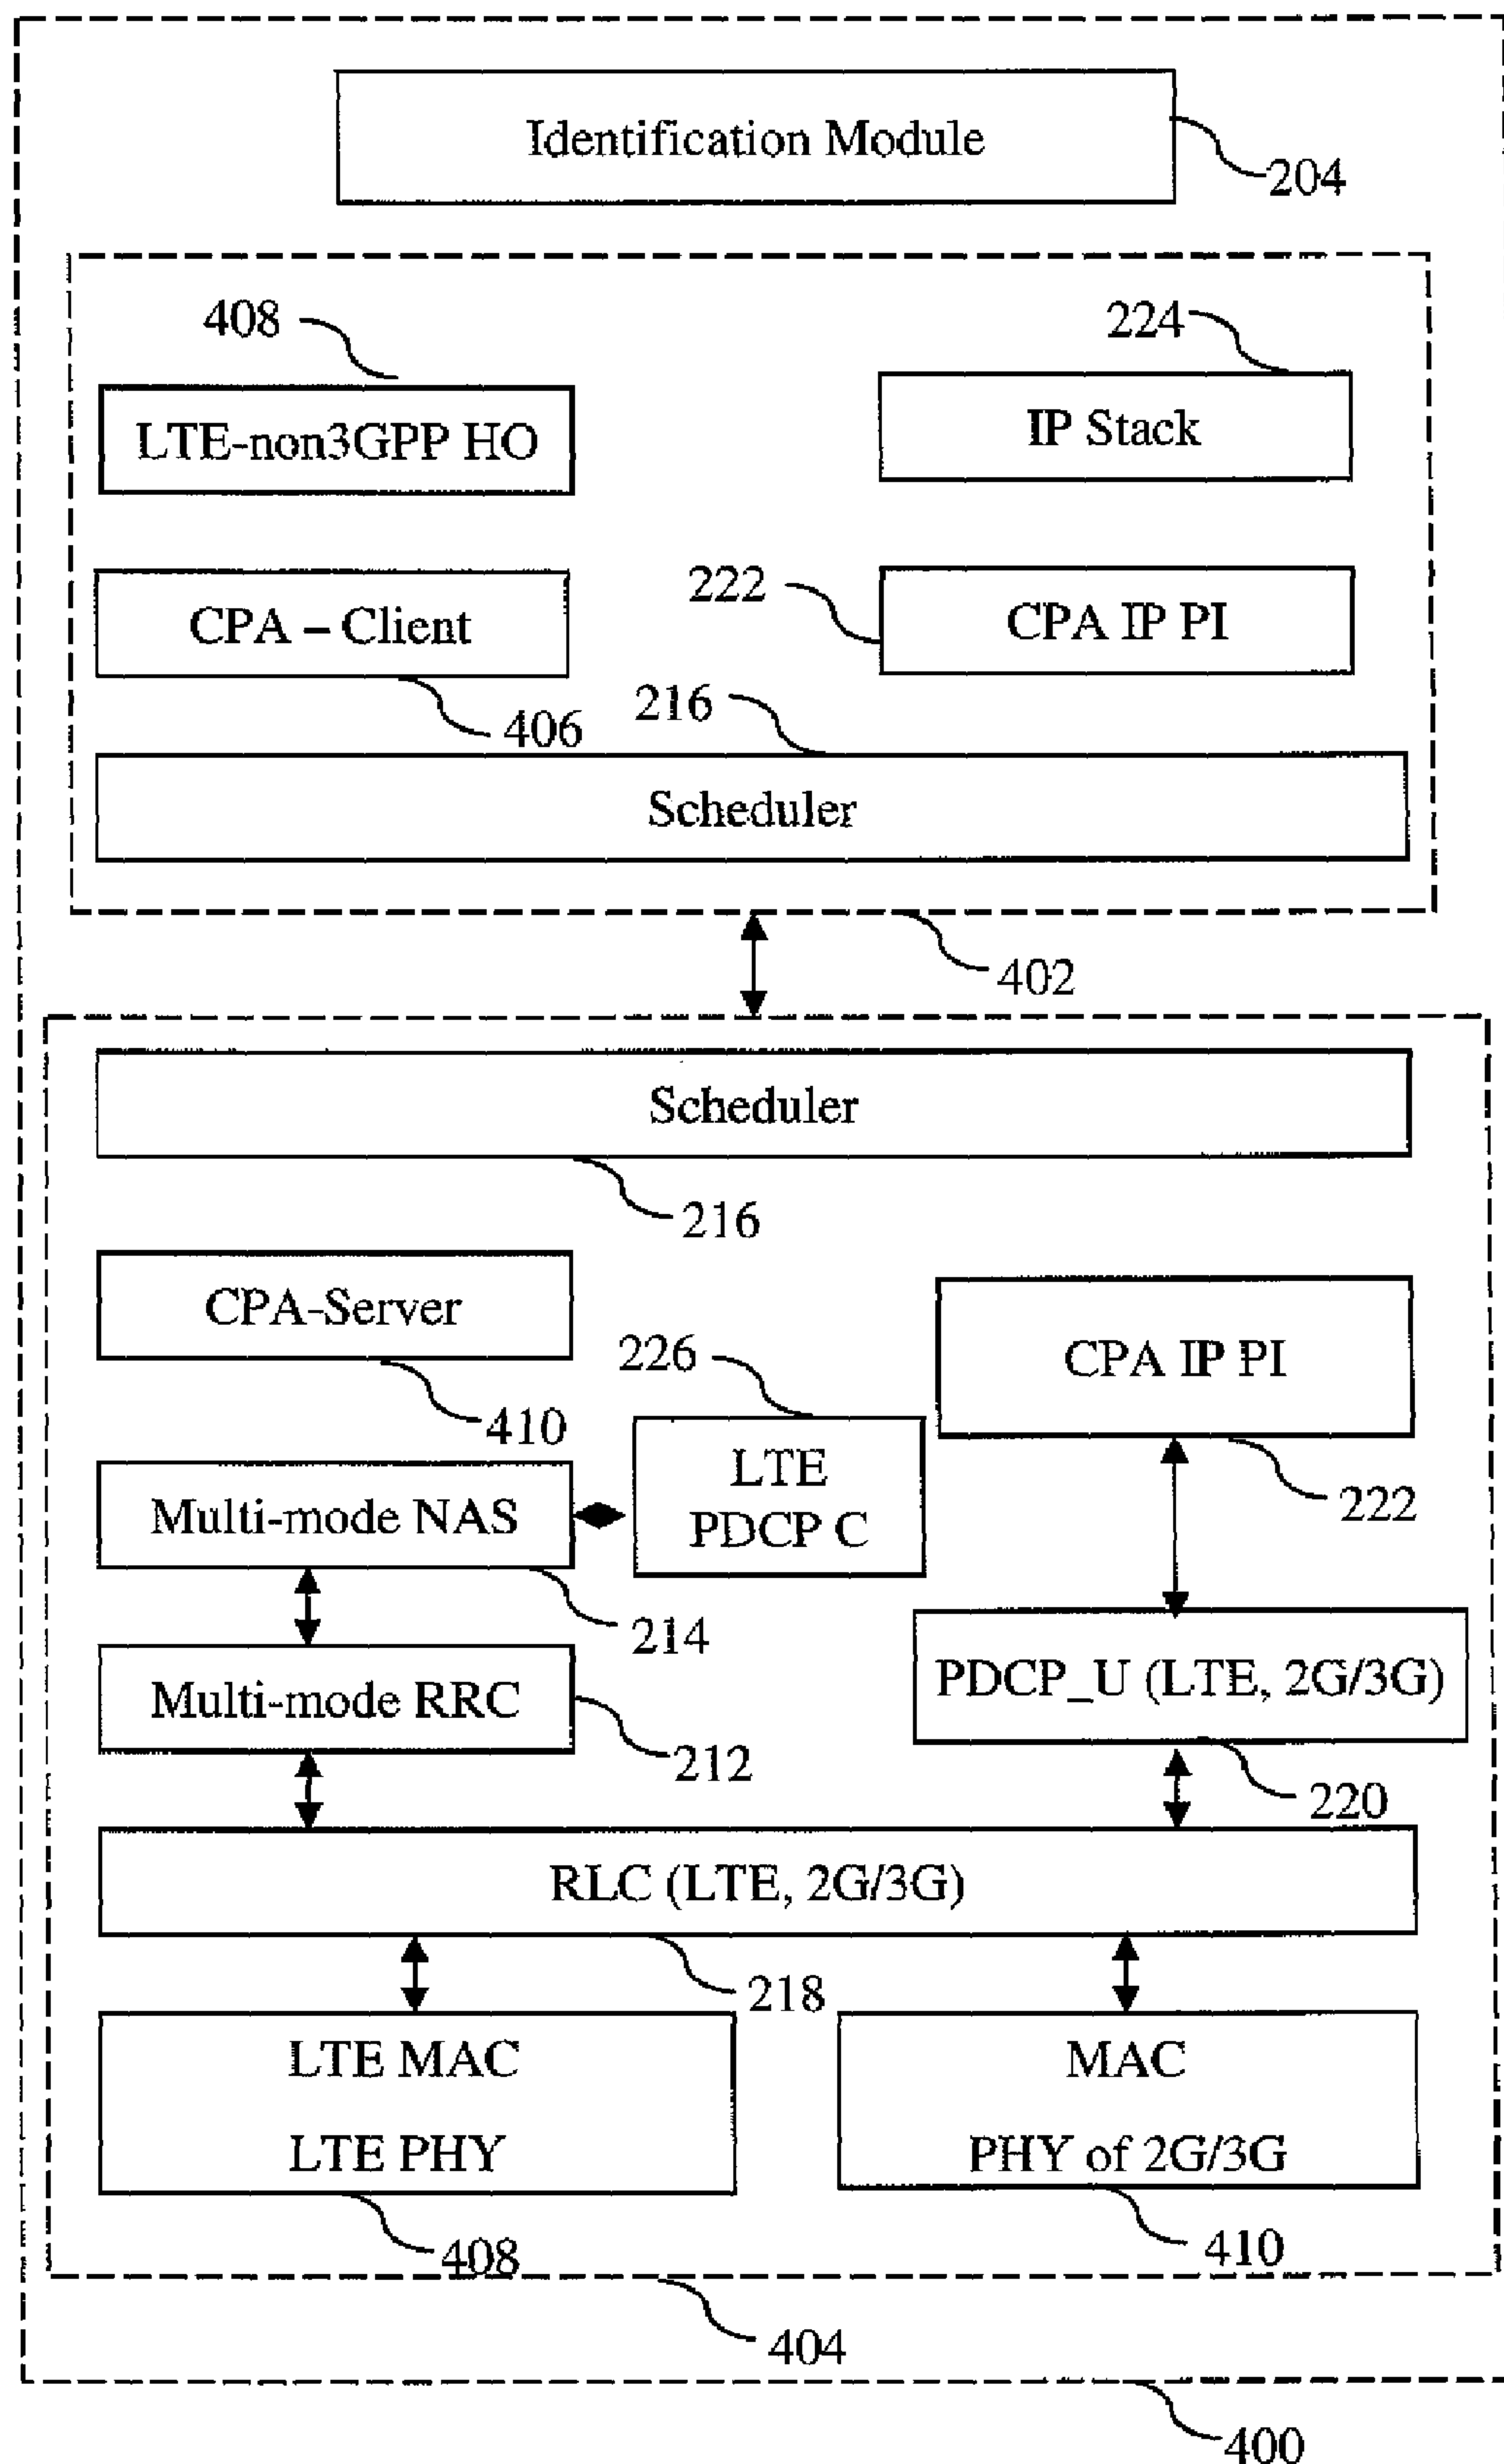 Identification Module
204
408
224
LTE-non3GPP HO
IP Stack
CPA – Client
222
CPA IP PI
406
216
Scheduler
402
Scheduler
216
CPA-Server
410
226
CPA IP PI
222
LTE
PDCP C
Multi-mode NAS
214
Multi-mode RRC
212
PDCP_U (LTE, 2G/3G)
220
RLC (LTE, 2G/3G)
218
LTE MAC
LTE PHY
408
MAC
PHY of 2G/3G
410
404
400